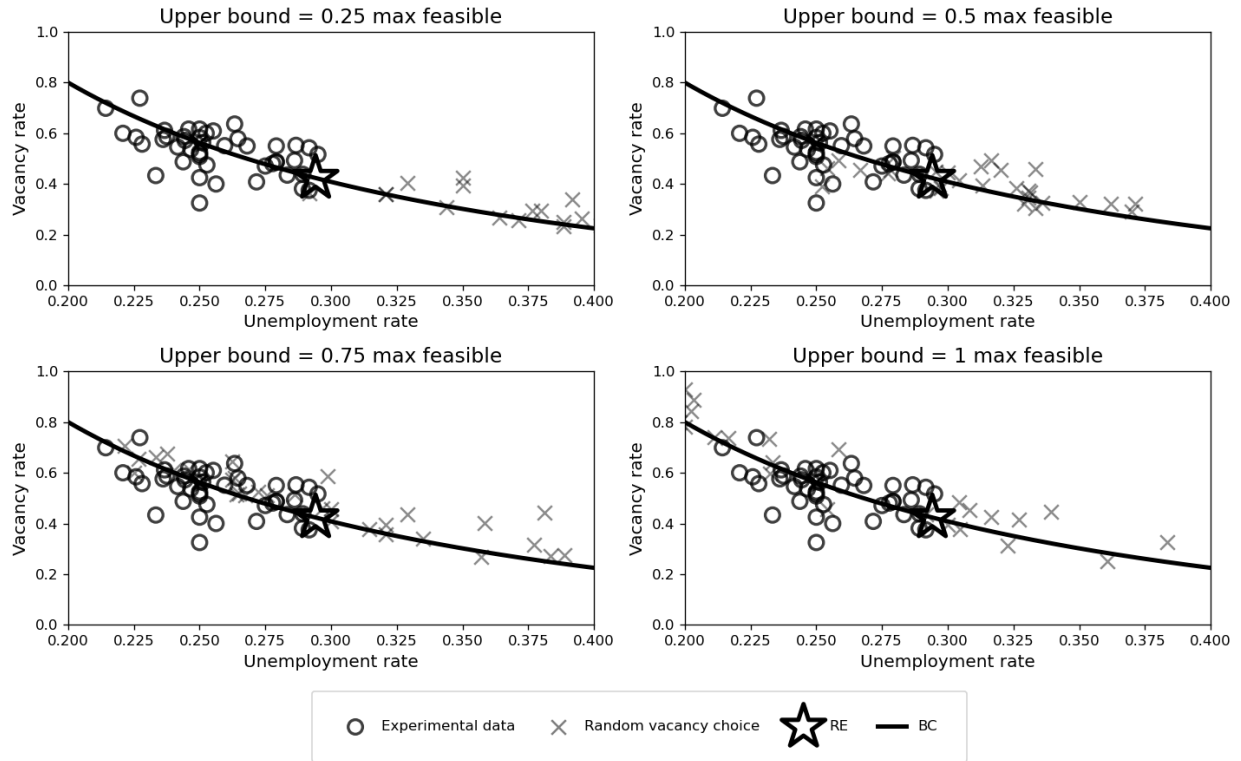 Upper bound = 0.25 max feasible
Vacancy rate
1.0
0.8
0.6
0.4
0.2
0.0
0.200 0.225 0.250 0.275 0.300 0.325 0.350 0.375 0.400
Unemployment rate
Upper bound = 0.5 max feasible
Vacancy rate
1.0
0.8
0.6
0.4
0.2
0.0
0.200 0.225 0.250 0.275 0.300 0.325 0.350 0.375 0.400
Unemployment rate
Upper bound = 0.75 max feasible
Vacancy rate
1.0
0.8
0.6
0.4
0.2
0.0
0.200 0.225 0.250 0.275 0.300 0.325 0.350 0.375 0.400
Unemployment rate
Upper bound = 1 max feasible
Vacancy rate
1.0
0.8
0.6
0.4
0.2
0.0
0.200 0.225 0.250 0.275 0.300 0.325 0.350 0.375 0.400
Unemployment rate
Experimental data Random vacancy choice RE BC